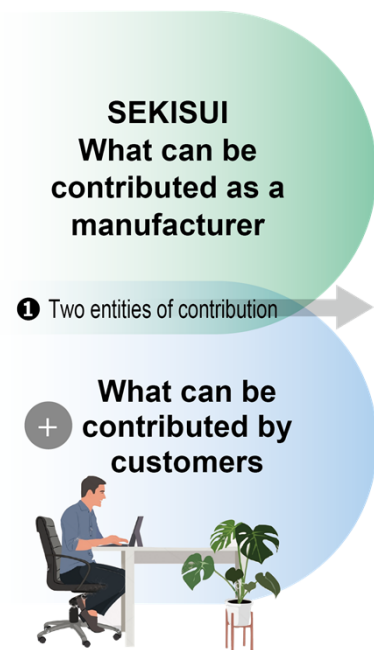 SEKISUI
What can be
contributed as a
manufacturer
❶ Two entities of contribution
What can be
+ contributed by
customers